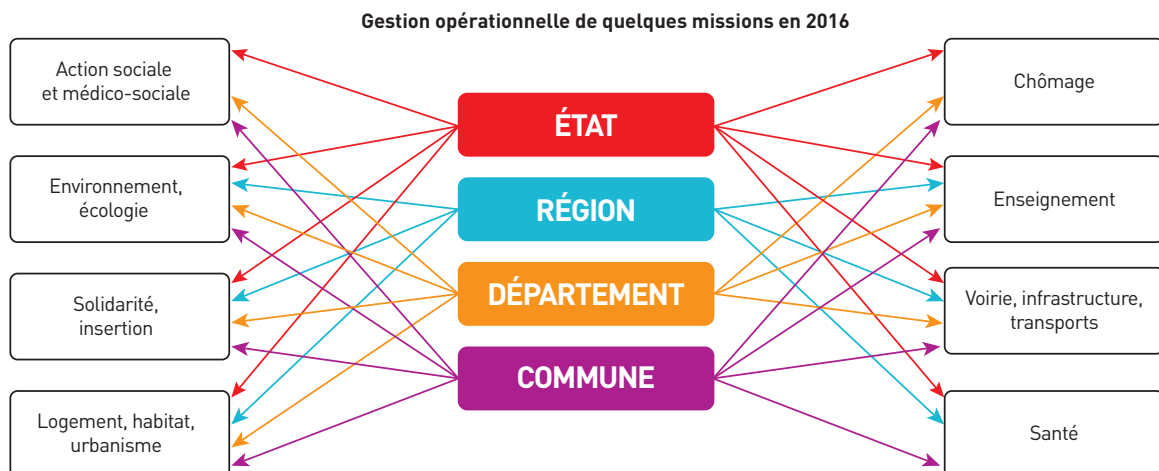 Gestion opérationnelle de quelques missions en 2016
Action sociale
et médico-sociale
Environnement,
écologie
Solidarité,
insertion
Logement, habitat,
urbanisme
ÉTAT
RÉGION
DÉPARTEMENT
COMMUNE
Chômage
Enseignement
Voirie, infrastructure,
transports
Santé